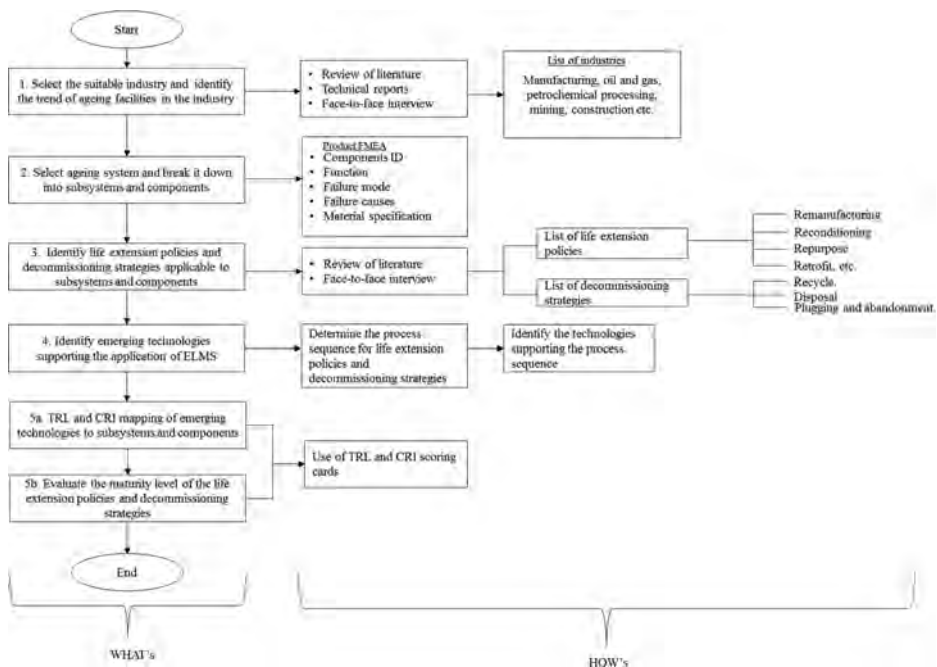 Start
1. Select the suitable industry and identify
the trend of ageing facilities in the industry
• Review of literature
• Technical reports
• Face-to-face interview
List of industries
Manufacturing, oil and gas,
petrochemical processing,
mining, construction etc.
2. Select ageing system and break it down
into subsystems and components
Product FMEA
• Components ID
• Function
• Failure mode
• Failure causes
• Material specification
3. Identify life extension policies and
decommissioning strategies applicable to
subsystems and components
• Review of literature
• Face-to-face interview
List of life extension
policies
Remanufacturing
Reconditioning
Repurpose
Retrofit, etc.
List of decommissioning
strategies
Recycle.
Disposal
Plugging and abandonment.
4. Identify emerging technologies
supporting the application of ELMS
Determine the process
sequence for life extension
policies and
decommissioning strategies
Identify the technologies
supporting the process
sequence
5a. TRL and CRI mapping of emerging
technologies to subsystems and components
Use of TRL and CRI scoring
cards
5b. Evaluate the maturity level of the life
extension policies and decommissioning
strategies
End
WHAT's
HOW's